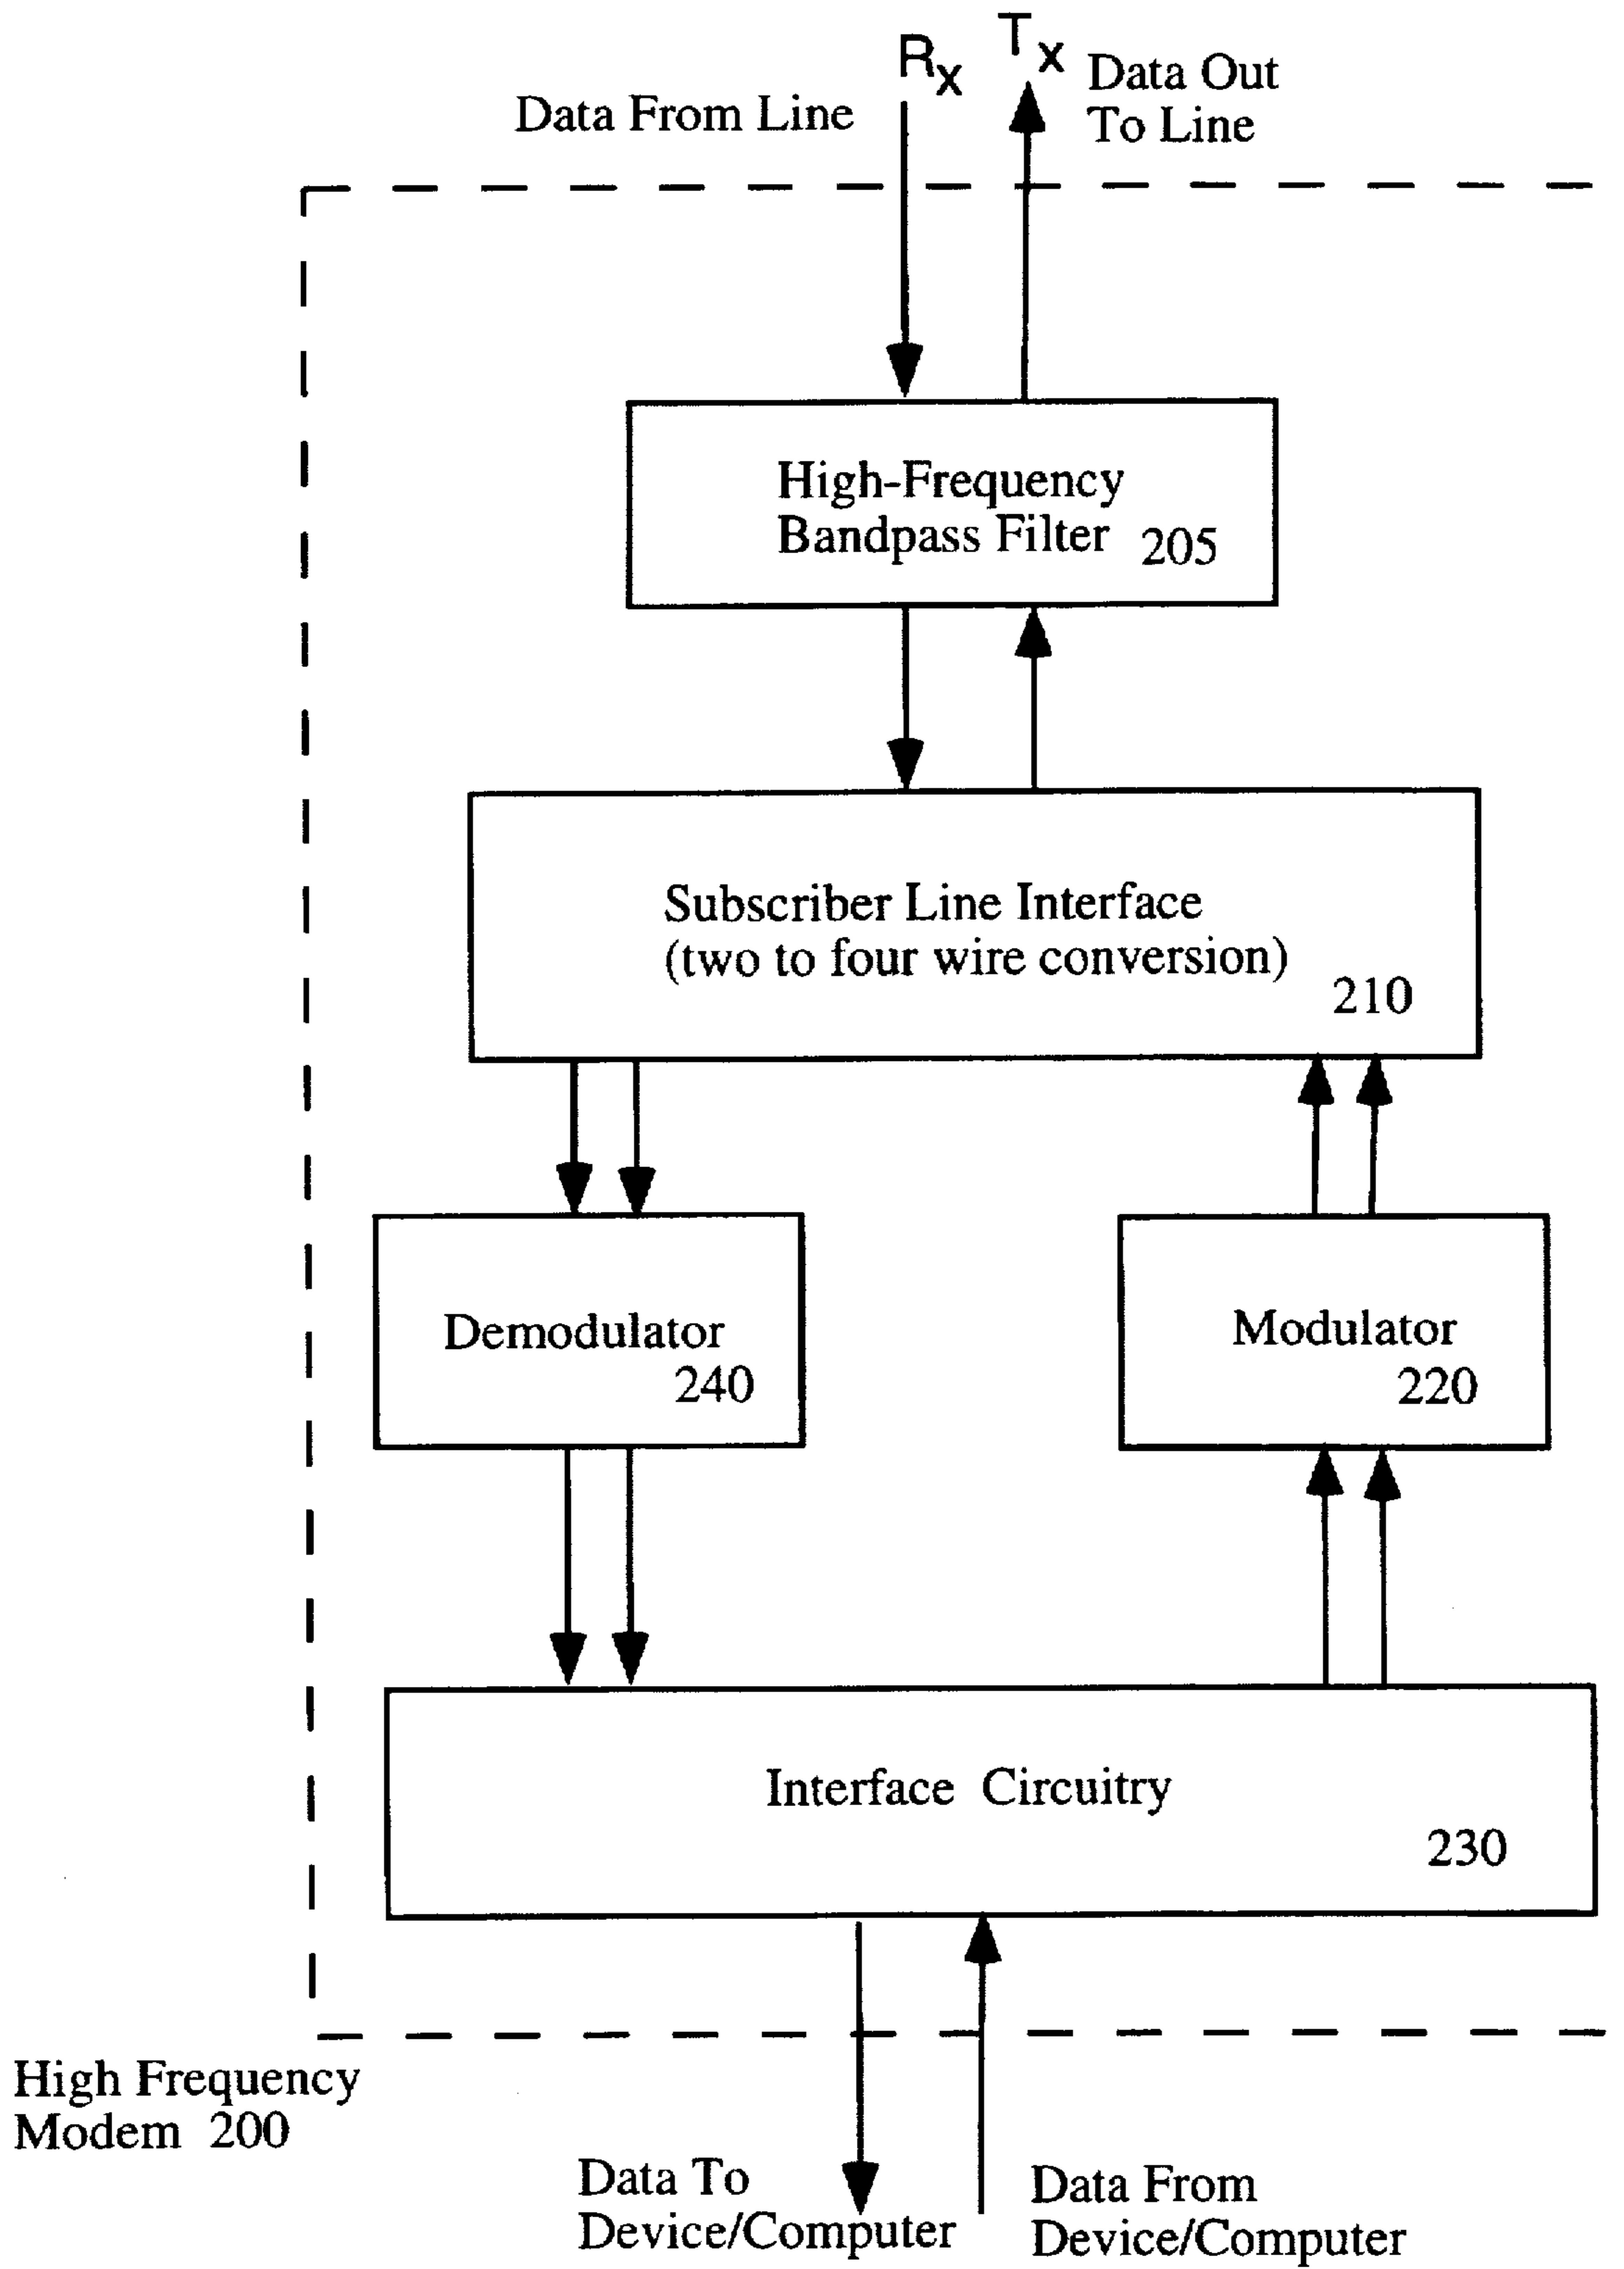 Rx Tx
Data From Line
Data Out
To Line
High-Frequency
Bandpass Filter 205
Subscriber Line Interface
(two to four wire conversion)
210
Demodulator
240
Modulator
220
Interface Circuitry
230
High Frequency
Modem 200
Data To
Device/Computer
Data From
Device/Computer